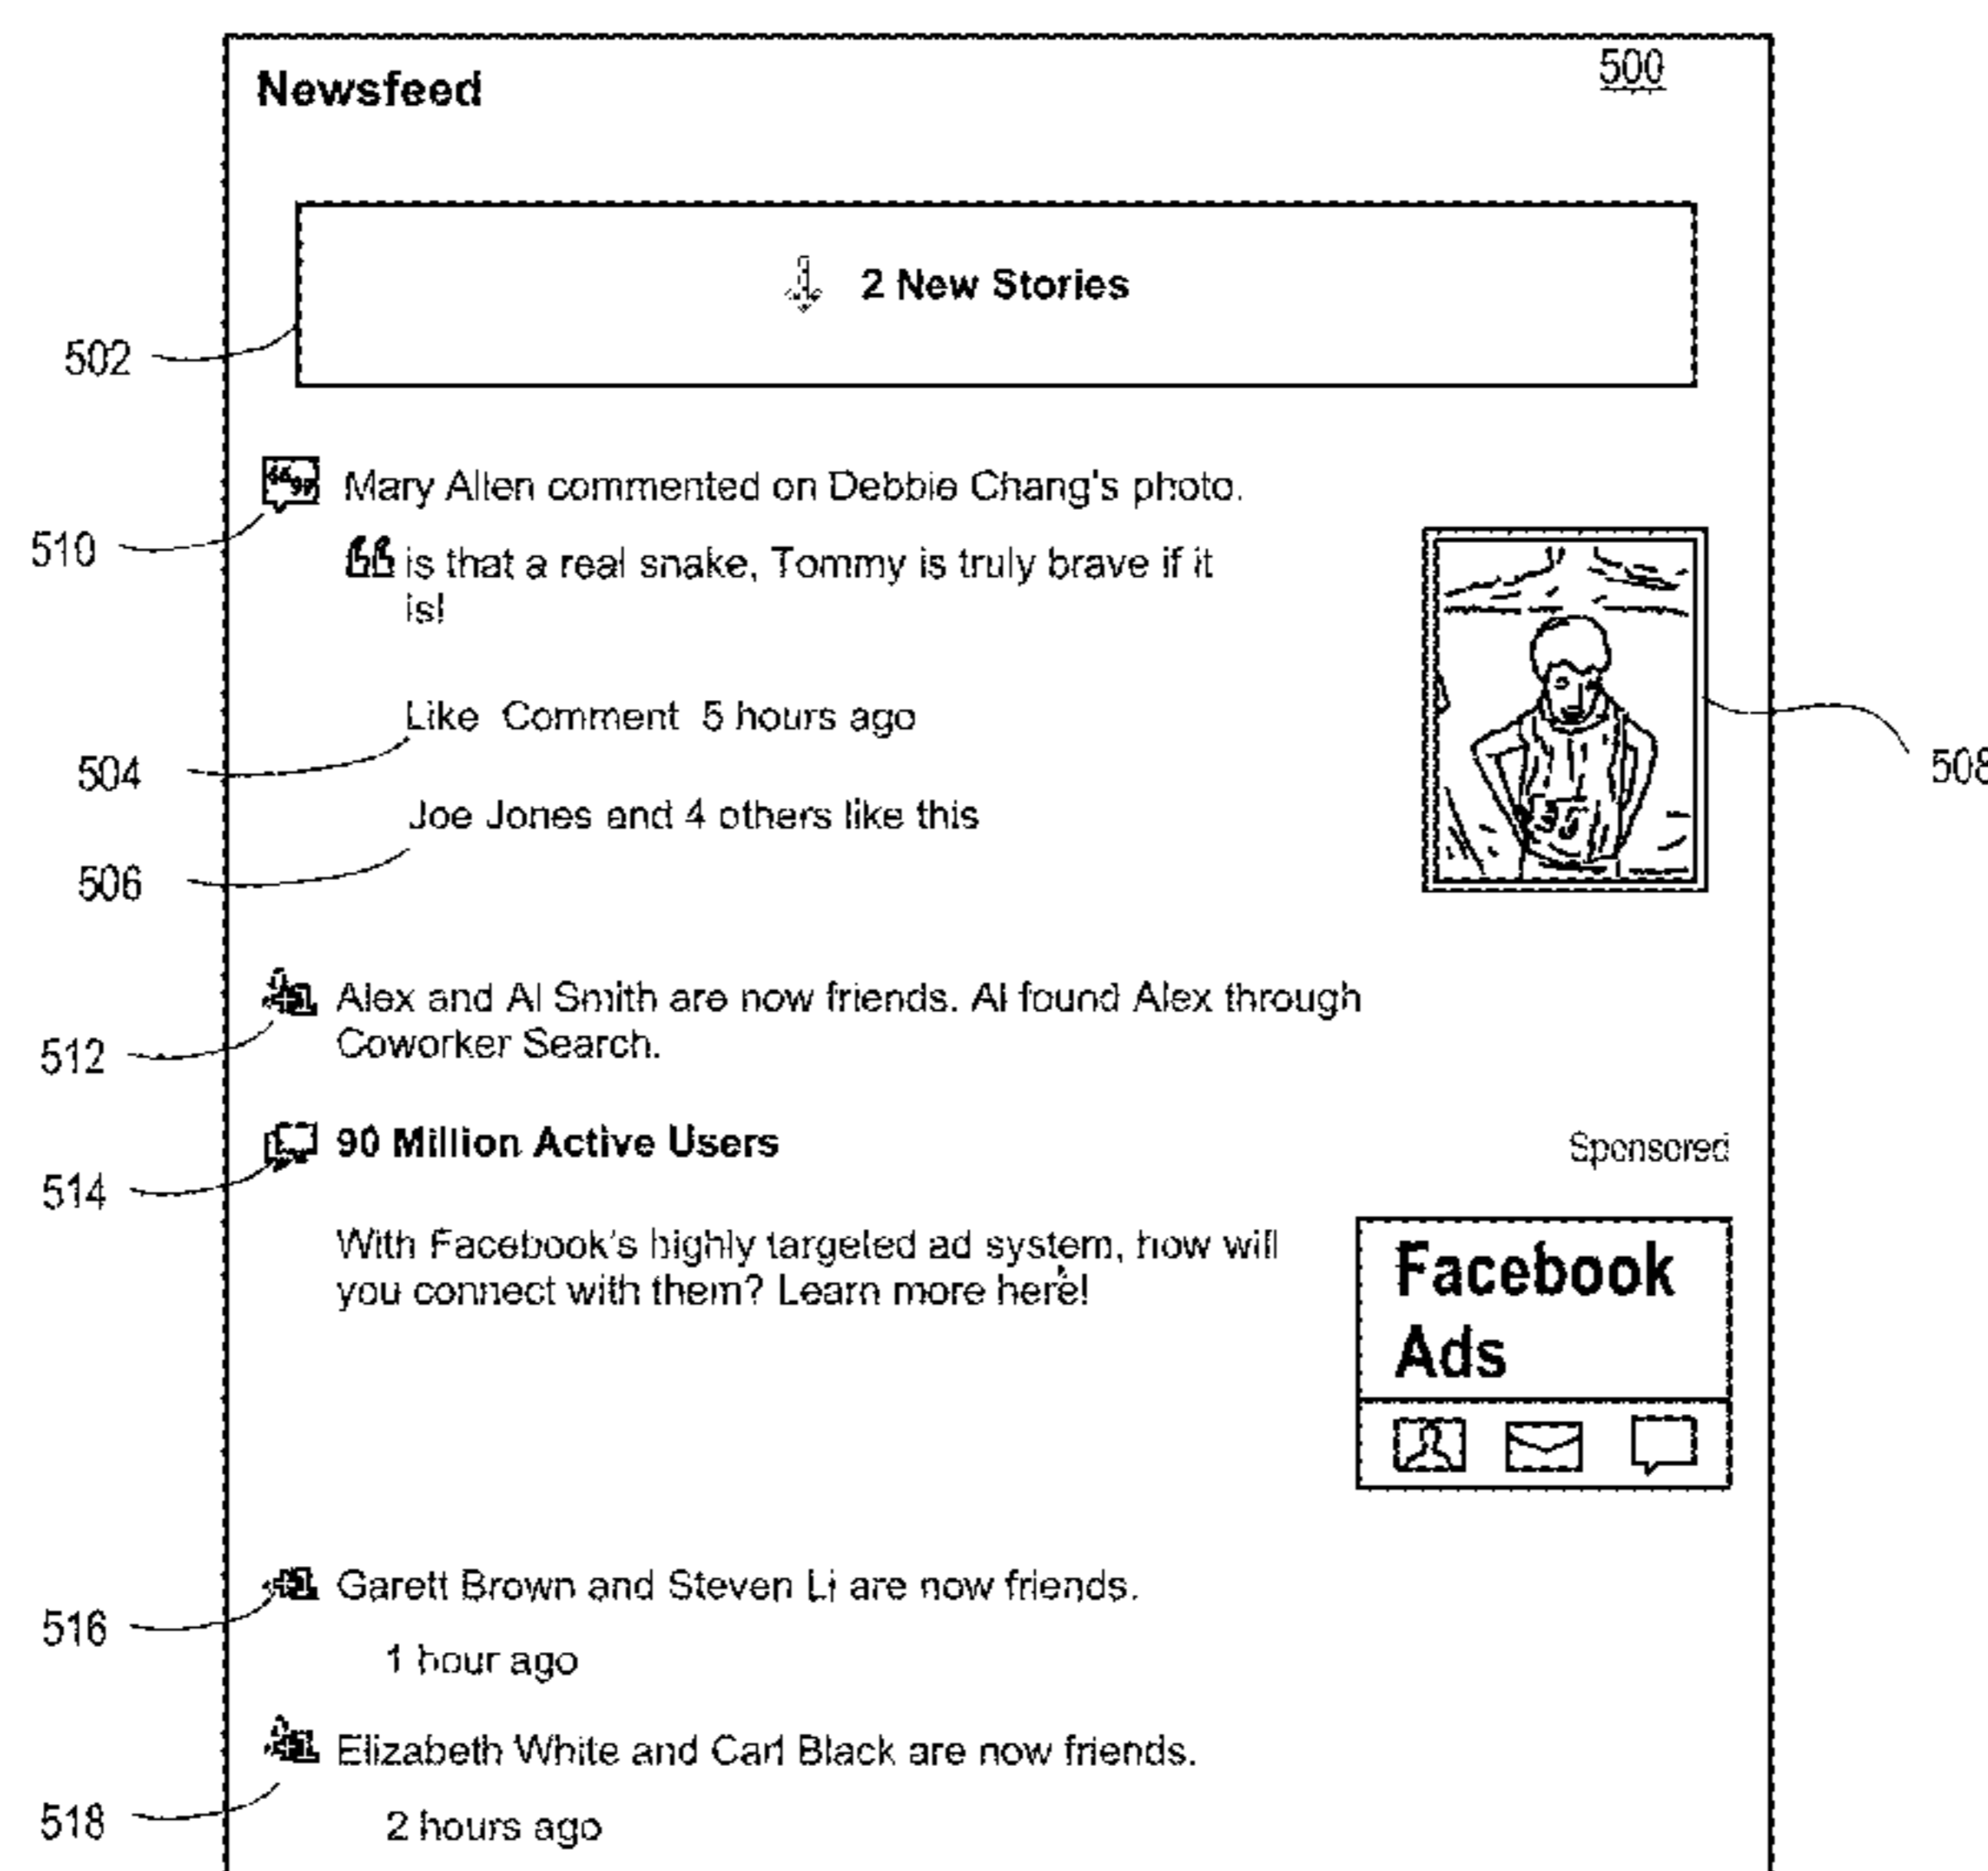 500
Newsfeed
2 New Stories
502
Mary Allen commented on Debbie Chang's photo.
510
is that a real snake, Tommy is truly brave if it
is!
Like Comment 5 hours ago
504
508
Joe Jones and 4 others like this
506
Alex and Al Smith are now friends. Al found Alex through
Coworker Search.
512
90 Million Active Users
Sponsored
514
With Facebook's highly targeted ad system, how will
you connect with them? Learn more here!
Facebook
Ads
Garett Brown and Steven Li are now friends.
516
1 hour ago
Elizabeth White and Carl Black are now friends.
518
2 hours ago